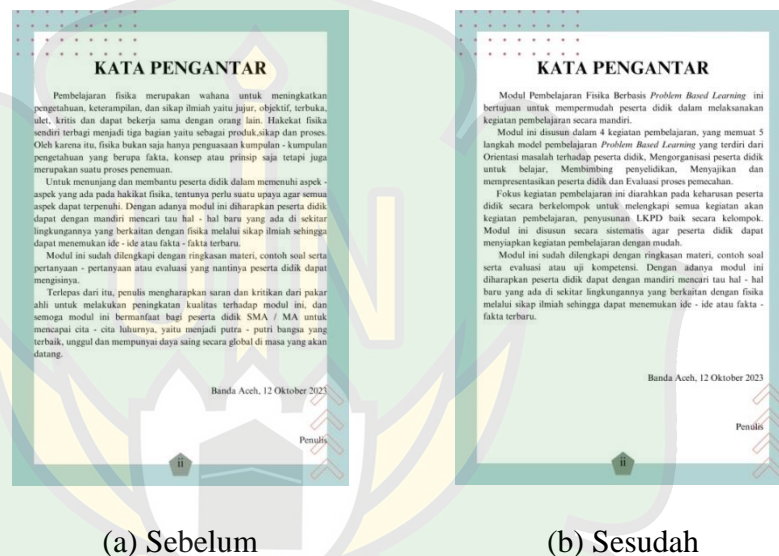 KATA PENGANTAR
Pembelajaran fisika merupakan wahana untuk meningkatkan
pengetahuan, keterampilan, dan sikap ilmiah yaitu jujur, objektif, terbuka,
ulet, kritis dan dapat bekerja sama dengan orang lain. Hakekat fisika
sendiri terbagi menjadi tiga bagian yaitu sebagai produk,sikap dan proses.
Oleh karena itu, fisika bukan saja hanya penguasaan kumpulan - kumpulan
pengetahuan yang berupa fakta, konsep atau prinsip saja tetapi juga
merupakan suatu proses penemuan.
Untuk menunjang dan membantu peserta didik dalam memenuhi aspek -
aspek yang ada pada hakikat fisika, tentunya perlu suatu upaya agar semua
aspek dapat terpenuhi. Dengan adanya modul ini diharapkan peserta didik
dapat dengan mandiri mencari tau hal - hal baru yang ada di sekitar
lingkungannya yang berkaitan dengan fisika melalui sikap ilmiah sehingga
dapat menemukan ide - ide atau fakta - fakta terbaru.
Modul ini sudah dilengkapi dengan ringkasan materi, contoh soal serta
pertanyaan - pertanyaan atau evaluasi yang nantinya peserta didik dapat
mengisinya.
Terlepas dari itu, penulis mengharapkan saran dan kritikan dari pakar
ahli untuk melakukan peningkatan kualitas terhadap modul ini, dan
semoga modul ini bermanfaat bagi peserta didik SMA / MA untuk
mencapai cita - cita luhurnya, yaitu menjadi putra - putri bangsa yang
terbaik, unggul dan mempunyai daya saing secara global di masa yang akan
datang.
Banda Aceh, 12 Oktober 2023
Penulis
ii
(a) Sebelum
KATA PENGANTAR
Modul Pembelajaran Fisika Berbasis Problem Based Learning ini
bertujuan untuk mempermudah peserta didik dalam melaksanakan
kegiatan pembelajaran secara mandiri.
Modul ini disusun dalam 4 kegiatan pembelajaran, yang memuat 5
langkah model pembelajaran Problem Based Learning yang terdiri dari
Orientasi masalah terhadap peserta didik, Mengorganisasi peserta didik
untuk belajar, Membimbing penyelidikan, Menyajikan dan
mempresentasikan peserta didik dan Evaluasi proses pemecahan.
Fokus kegiatan pembelajaran ini diarahkan pada keharusan peserta
didik secara berkelompok untuk melengkapi semua kegiatan akan
kegiatan pembelajaran, penyusunan LKPD baik secara kelompok.
Modul ini disusun secara sistematis agar peserta didik dapat
menyiapkan kegiatan pembelajaran dengan mudah.
Modul ini sudah dilengkapi dengan ringkasan materi, contoh soal
serta evaluasi atau uji kompetensi. Dengan adanya modul ini
diharapkan peserta didik dapat dengan mandiri mencari tau hal - hal
baru yang ada di sekitar lingkungannya yang berkaitan dengan fisika
melalui sikap ilmiah sehingga dapat menemukan ide - ide atau fakta -
fakta terbaru.
Banda Aceh, 12 Oktober 2023
Penulis
ii
(b) Sesudah